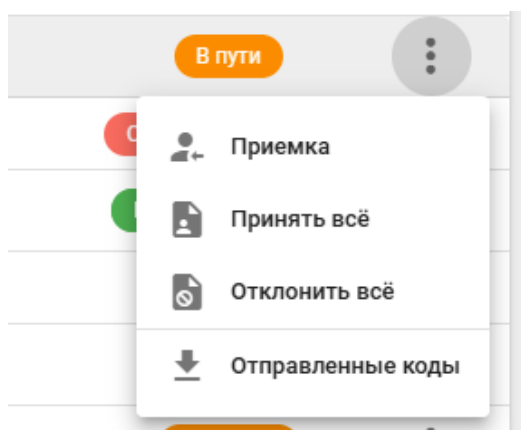 В пути
Приемка
Принять всё
Отклонить всё
Отправленные коды